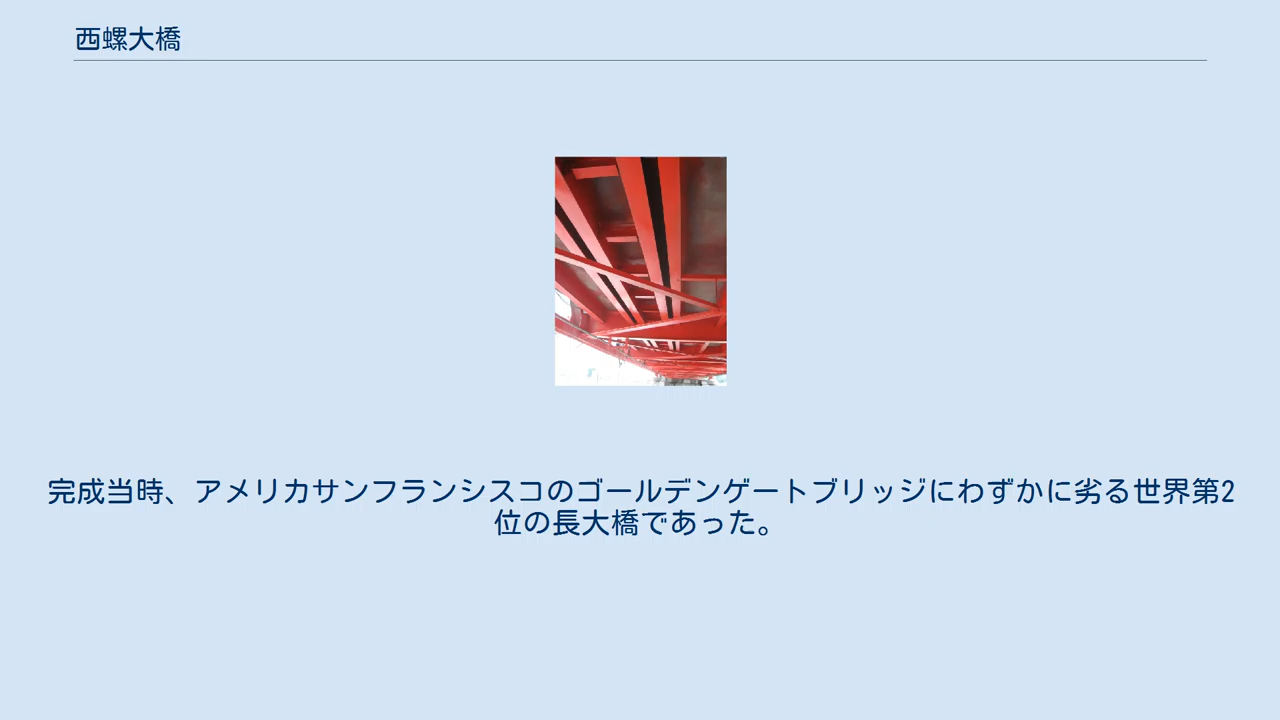 西螺大橋
完成当時、アメリカサンフランシスコのゴールデンゲートブリッジにわずかに劣る世界第2
位の長大橋であった。